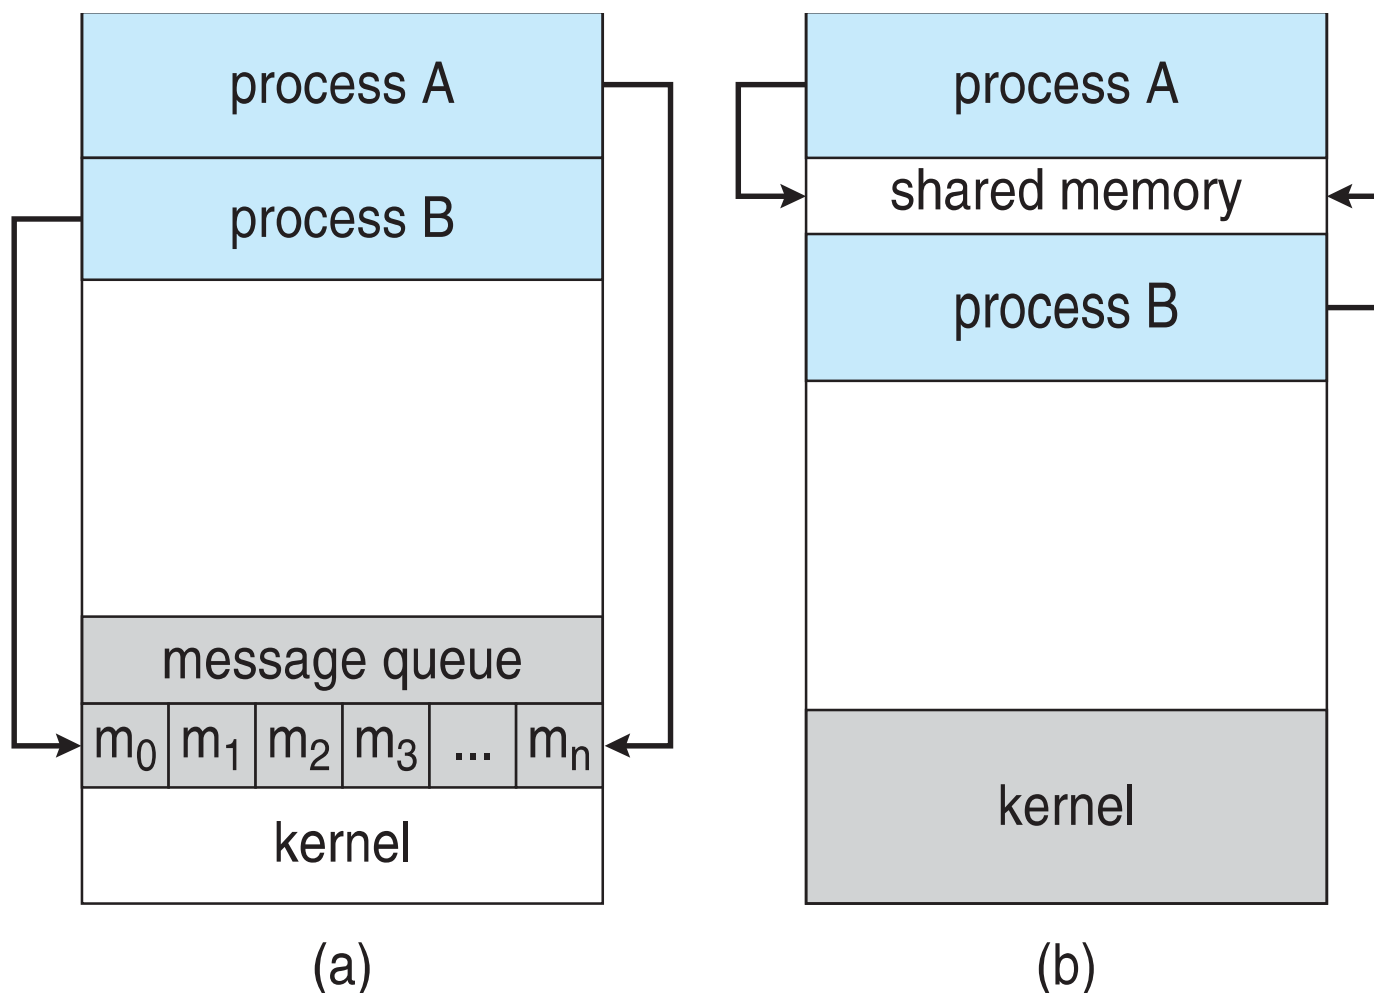 process A
process B
message queue
m0 m1 m2 m3 ... mn
kernel
(a)
process A
shared memory
process B
kernel
(b)